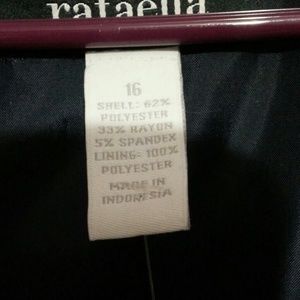 rafaella
16
SHELL: 62%
POLYESTER
33% RAYON
5% SPANDEX
LINING: 100%
POLYESTER
MADE IN
INDONESIA